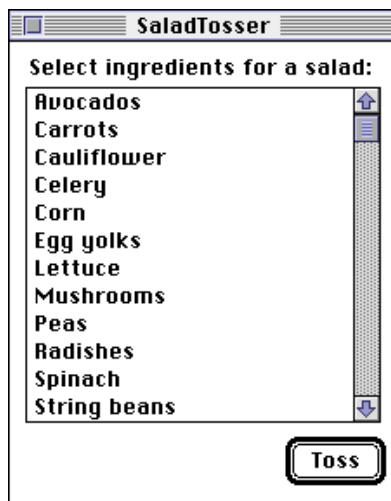 SaladTosser
Select ingredients for a salad:
Avocados
Carrots
Cauliflower
Celery
Corn
Egg yolks
Lettuce
Mushrooms
Peas
Radishes
Spinach
String beans
Toss